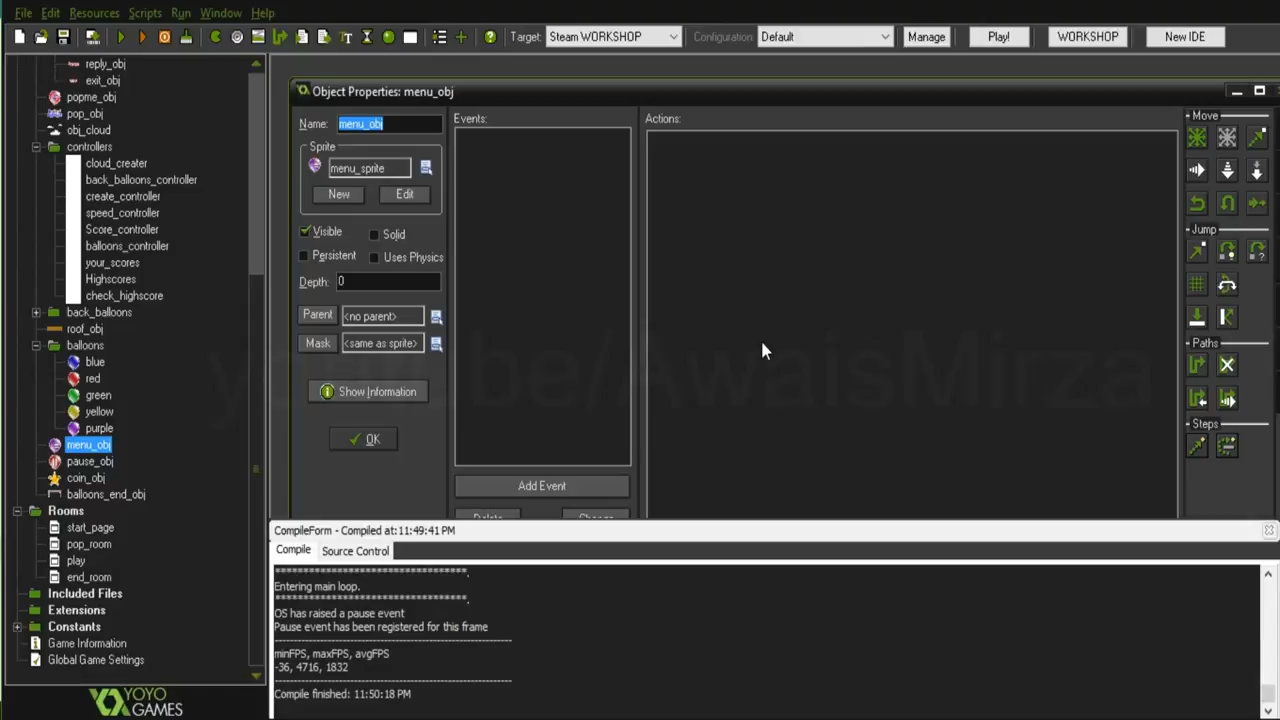 File Edit Resources Scripts Run Window Help
Target: Steam WORKSHOP Configuration: Default Manage Play! WORKSHOP New IDE
reply_obj
exit_obj
popme_obj
pop_obj
obj_cloud
controllers
cloud_creater
back_balloons_controller
create_controller
speed_controller
Score_controller
balloons_controller
your_scores
Highscores
check_highscore
back_balloons
roof_obj
balloons
blue
red
green
yellow
purple
menu_obj
pause_obj
coin_obj
balloons_end_obj
Rooms
start_page
pop_room
play
end_room
Included Files
Extensions
Constants
Game Information
Global Game Settings
YOYO
GAMES
Object Properties: menu_obj
Name: menu_obj
Sprite
menu_sprite
New Edit
Visible Solid
Persistent Uses Physics
Depth: 0
Parent <no parent>
Mask <same as sprite>
Show Information
OK
Events:
Add Event
Delete Change
Actions:
Move
Jump
Paths
Steps
youtu.be/AwaisMirza
CompileForm - Compiled at: 11:49:41 PM
Compile Source Control
Entering main loop.
OS has raised a pause event
Pause event has been registered for this frame
minFPS, maxFPS, avgFPS
-36, 4716, 1832
Compile finished: 11:50:18 PM